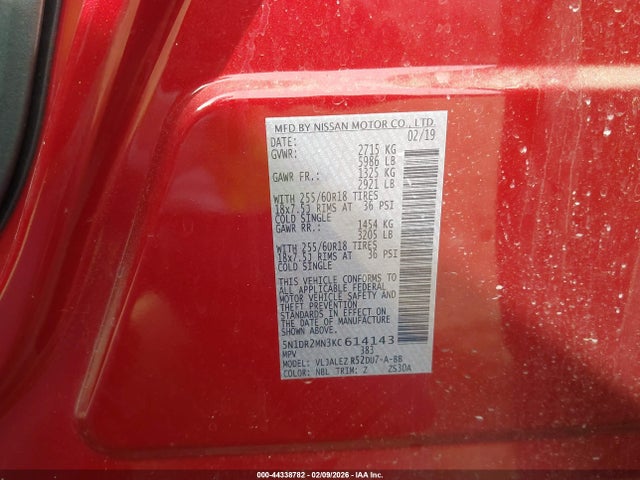 MFD BY NISSAN MOTOR CO., LTD.
DATE: 02/19
GVWR: 2715 KG
5986 LB
GAWR FR.: 1325 KG
2921 LB
WITH 255/60R18 TIRES
18x7.5J RIMS AT 36 PSI
COLD SINGLE
GAWR RR.: 1454 KG
3205 LB
WITH 255/60R18 TIRES
18x7.5J RIMS AT 36 PSI
COLD SINGLE
THIS VEHICLE CONFORMS TO
ALL APPLICABLE FEDERAL
MOTOR VEHICLE SAFETY AND
THEFT PREVENTION
STANDARDS IN EFFECT ON
THE DATE OF MANUFACTURE
SHOWN ABOVE.
5N1DR2MN3KC614143
MPV 383
MODEL: VLJALEZ R52DU7-A-BB
COLOR: NBL TRIM: Z ZS30A
000-44338782 - 02/09/2026 - IAA, Inc.